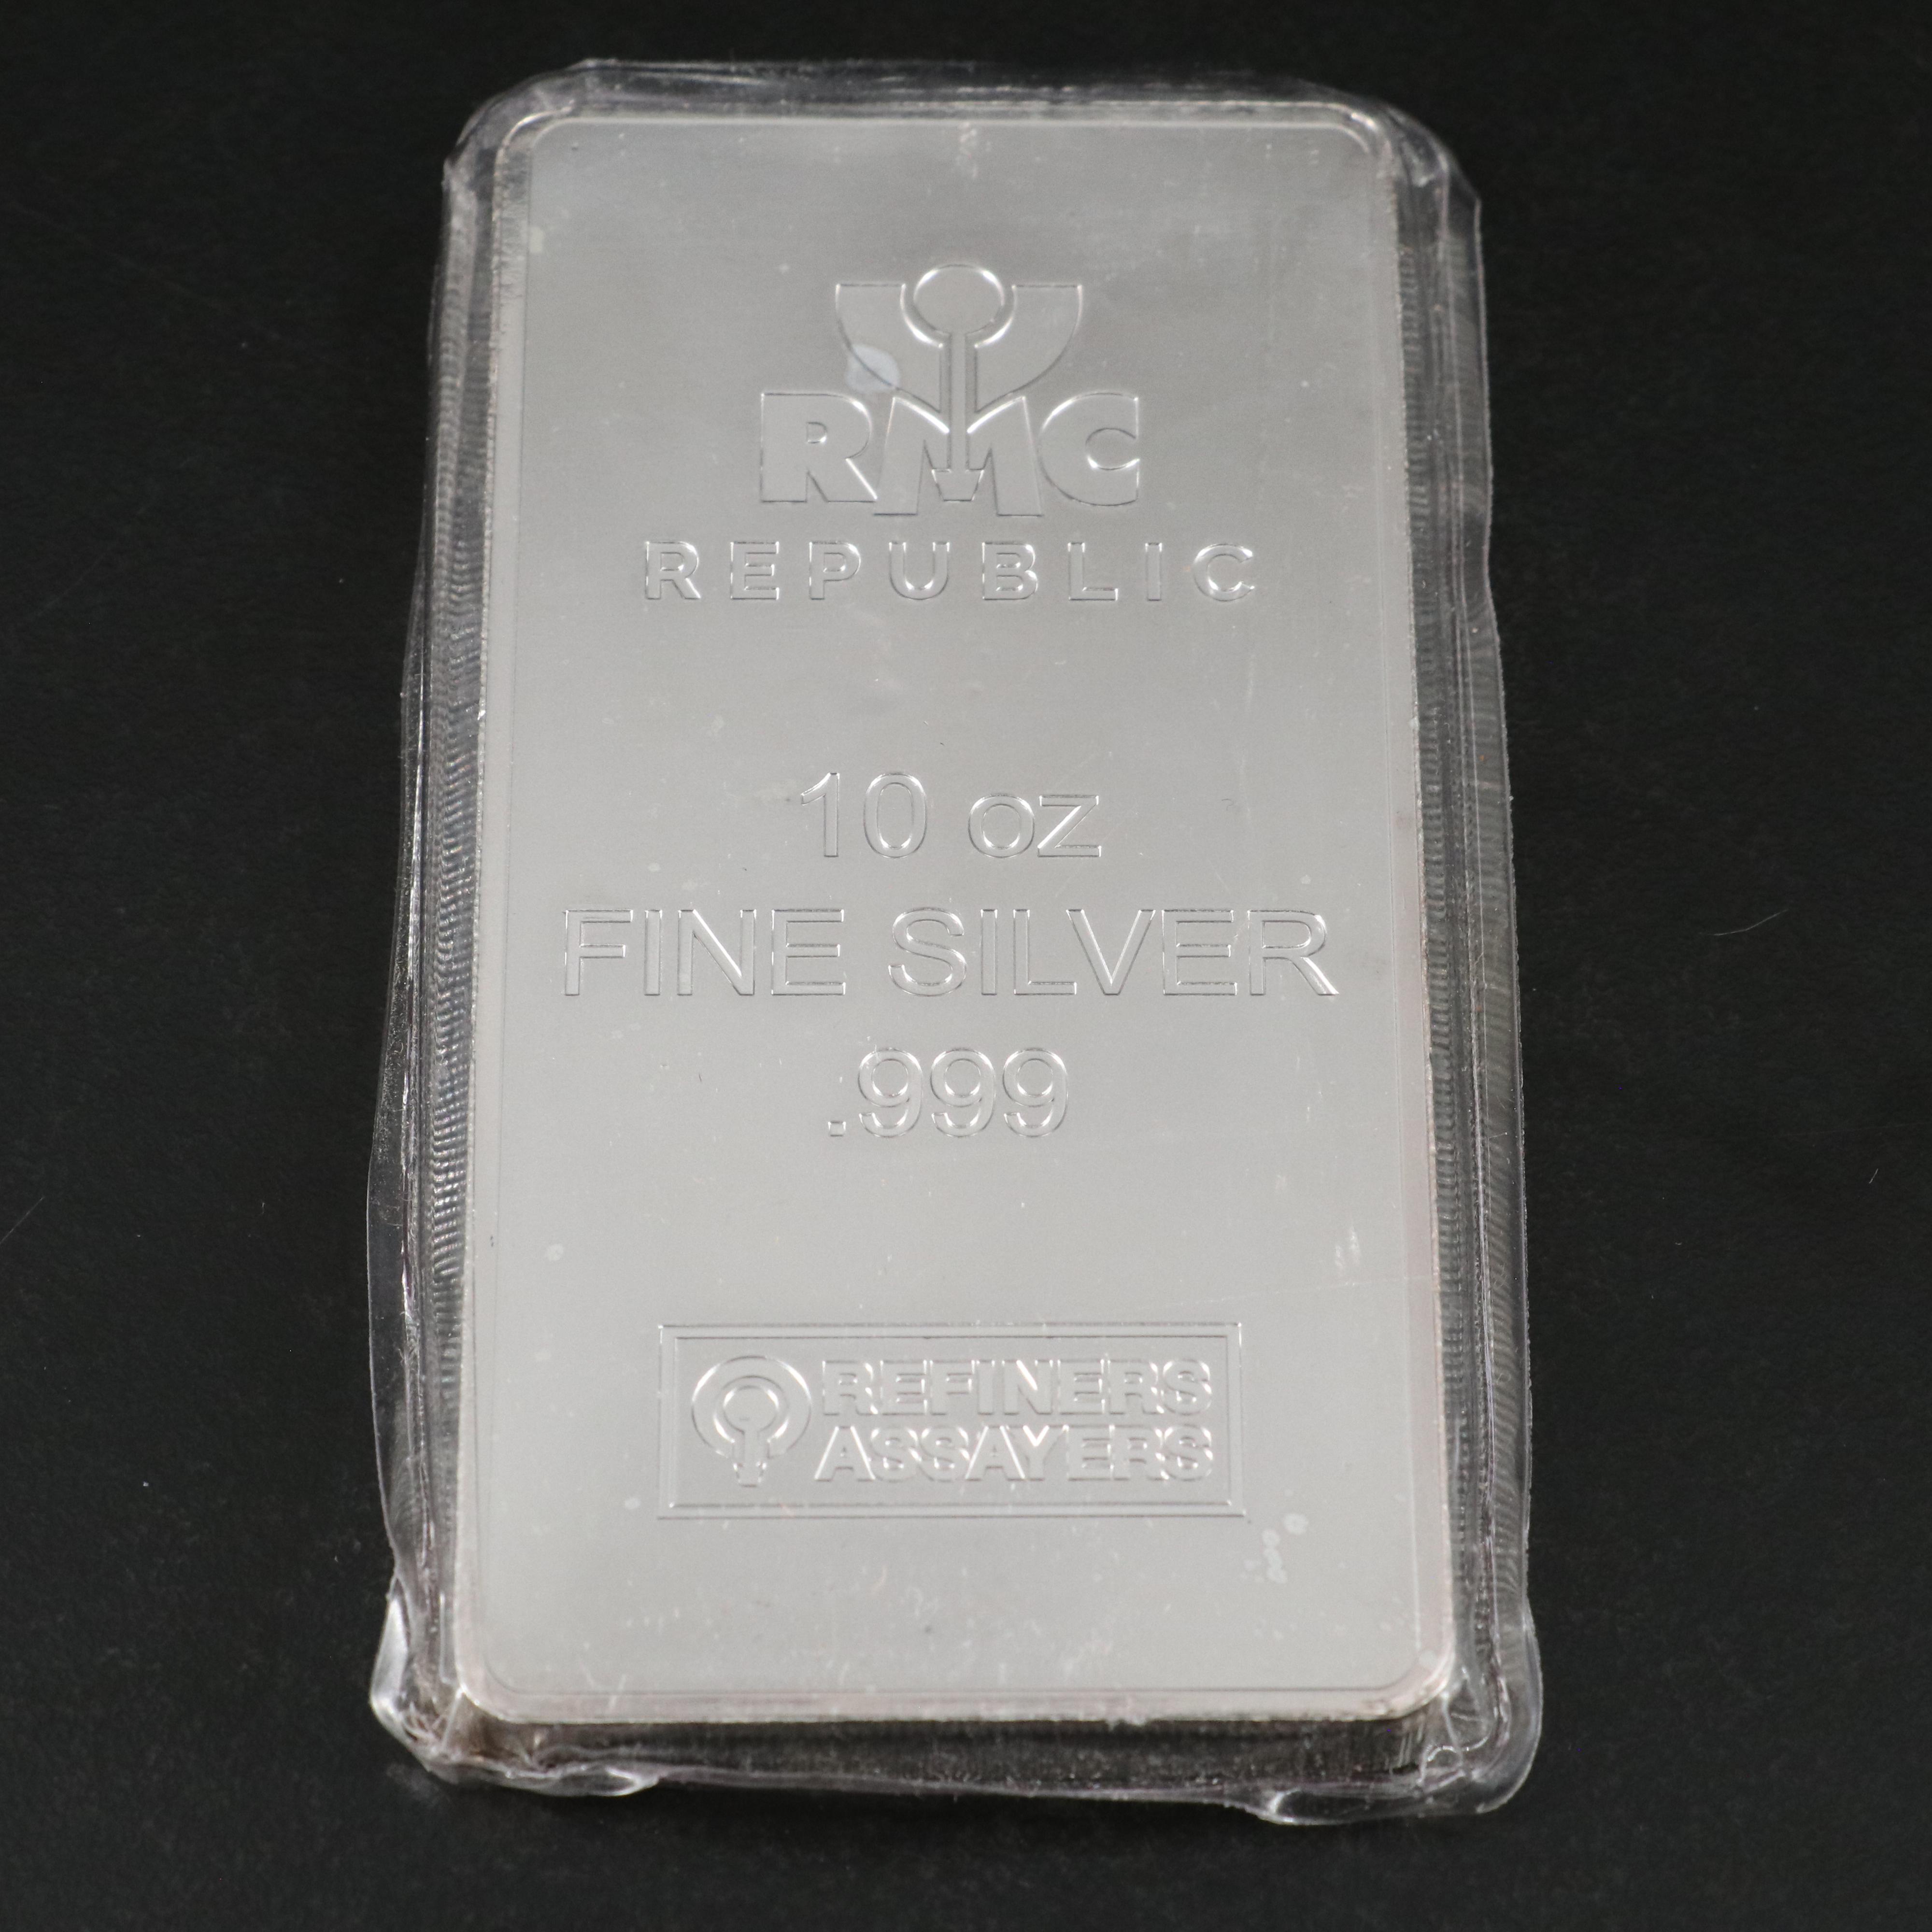 RMC
REPUBLIC
10 oz
FINE SILVER
.999
REFINERS
ASSAYERS